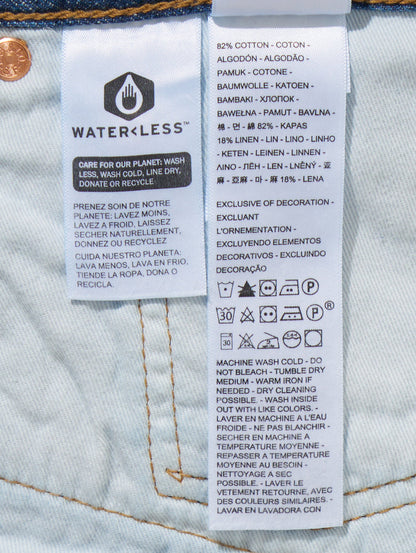 WATER<LESS™
CARE FOR OUR PLANET: WASH
LESS, WASH COLD, LINE DRY,
DONATE OR RECYCLE
PRENEZ SOIN DE NOTRE
PLANETE: LAVEZ MOINS,
LAVEZ A FROID, LAISSEZ
SECHER NATURELLEMENT,
DONNEZ OU RECYCLEZ
CUIDA NUESTRO PLANETA:
LAVA MENOS, LAVA EN FRIO,
TIENDE LA ROPA, DONA O
RECICLA.
82% COTTON - COTON -
ALGODÓN - ALGODÃO -
PAMUK - COTONE -
BAUMWOLLE - KATOEN -
BAMBAKI - ХЛОПОК -
BAWEŁNA - PAMUT - BAVLNA -
棉 - 면 - 綿 82% - KAPAS
18% LINEN - LIN - LINO - LINHO
- KETEN - LEINEN - LINNEN -
ΛΙΝΟ - ЛЁН - LEN - LNĚNÝ - 亚
麻 - 亞麻 - 마 - 麻 18% - LENA
EXCLUSIVE OF DECORATION -
EXCLUANT
L'ORNEMENTATION -
EXCLUYENDO ELEMENTOS
DECORATIVOS - EXCLUINDO
DECORAÇÃO
P
P ®
30
30
MACHINE WASH COLD - DO
NOT BLEACH - TUMBLE DRY
MEDIUM - WARM IRON IF
NEEDED - DRY CLEANING
POSSIBLE. - WASH INSIDE
OUT WITH LIKE COLORS. -
LAVER EN MACHINE A L'EAU
FROIDE - NE PAS BLANCHIR -
SECHER EN MACHINE A
TEMPERATURE MOYENNE -
REPASSER A TEMPERATURE
MOYENNE AU BESOIN -
NETTOYAGE A SEC
POSSIBLE. - LAVER LE
VETEMENT RETOURNE, AVEC
DES COULEURS SIMILAIRES. -
LAVAR EN LAVADORA CON